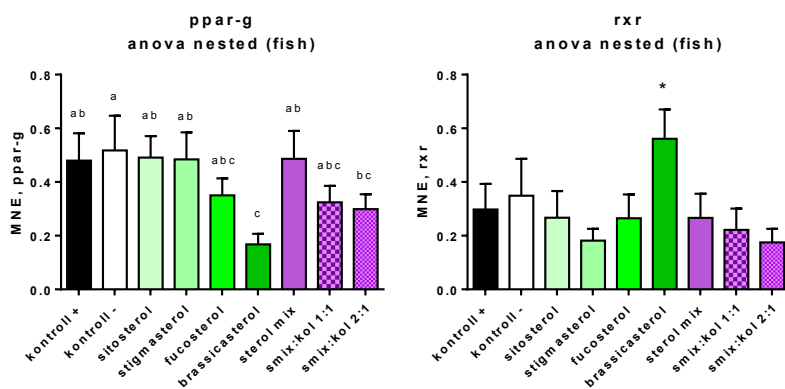 ppar-g
anova nested (fish)
MNE, ppar-g
0.8
0.6
0.4
0.2
0.0
ab
a
ab
ab
abc
c
ab
abc
bc
kontroll+
kontroll-
sitosterol
stigmasterol
fucosterol
brassicasterol
sterol mix
smix:kol 1:1
smix:kol 2:1
rxr
anova nested (fish)
MNE, rxr
0.8
0.6
0.4
0.2
0.0
*
kontroll+
kontroll-
sitosterol
stigmasterol
fucosterol
brassicasterol
sterol mix
smix:kol 1:1
smix:kol 2:1